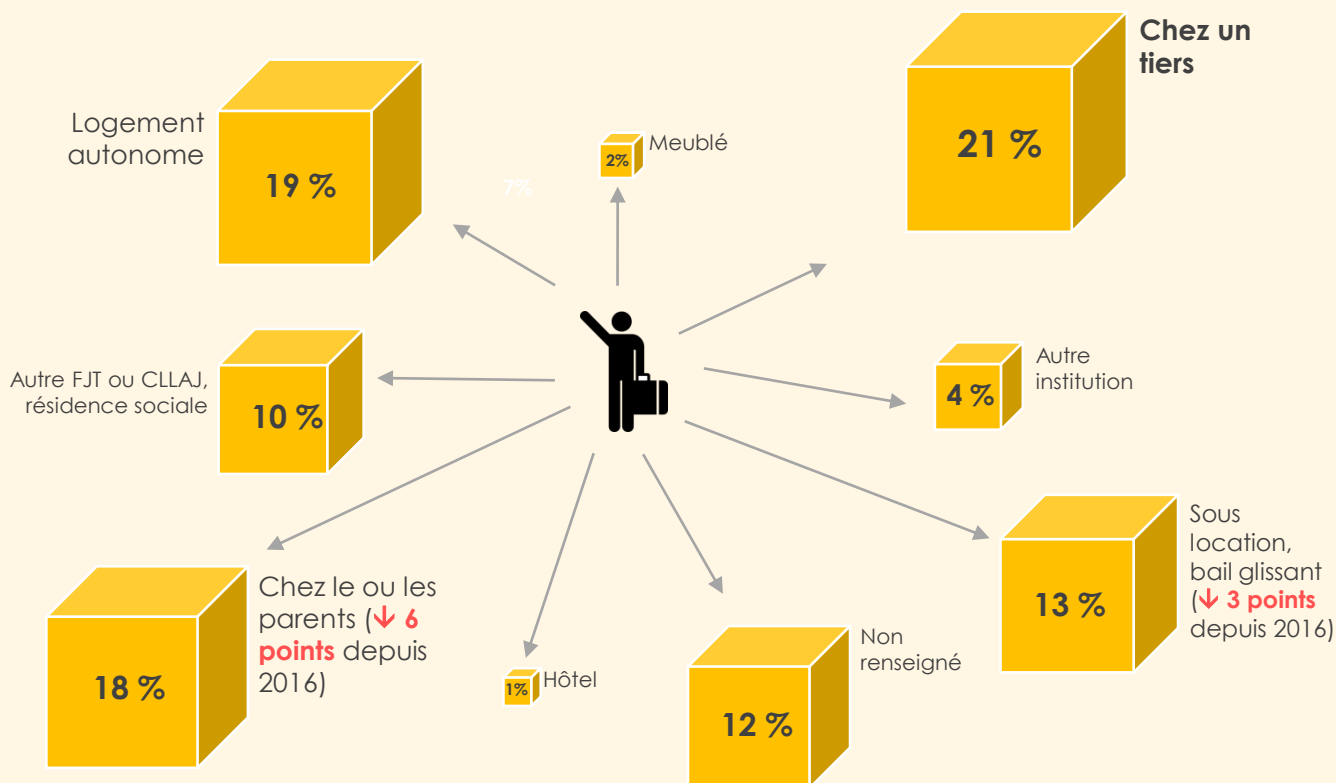 Chez un
tiers
21 %
Logement
autonome
19 %
7%
2%
Meublé
Autre FJT ou CLLAJ,
résidence sociale
10 %
Autre
institution
4 %
Sous
location,
bail glissant
(↓ 3 points
depuis 2016)
13 %
Chez le ou les
parents (↓ 6
points depuis
2016)
18 %
1%
Hôtel
Non
renseigné
12 %